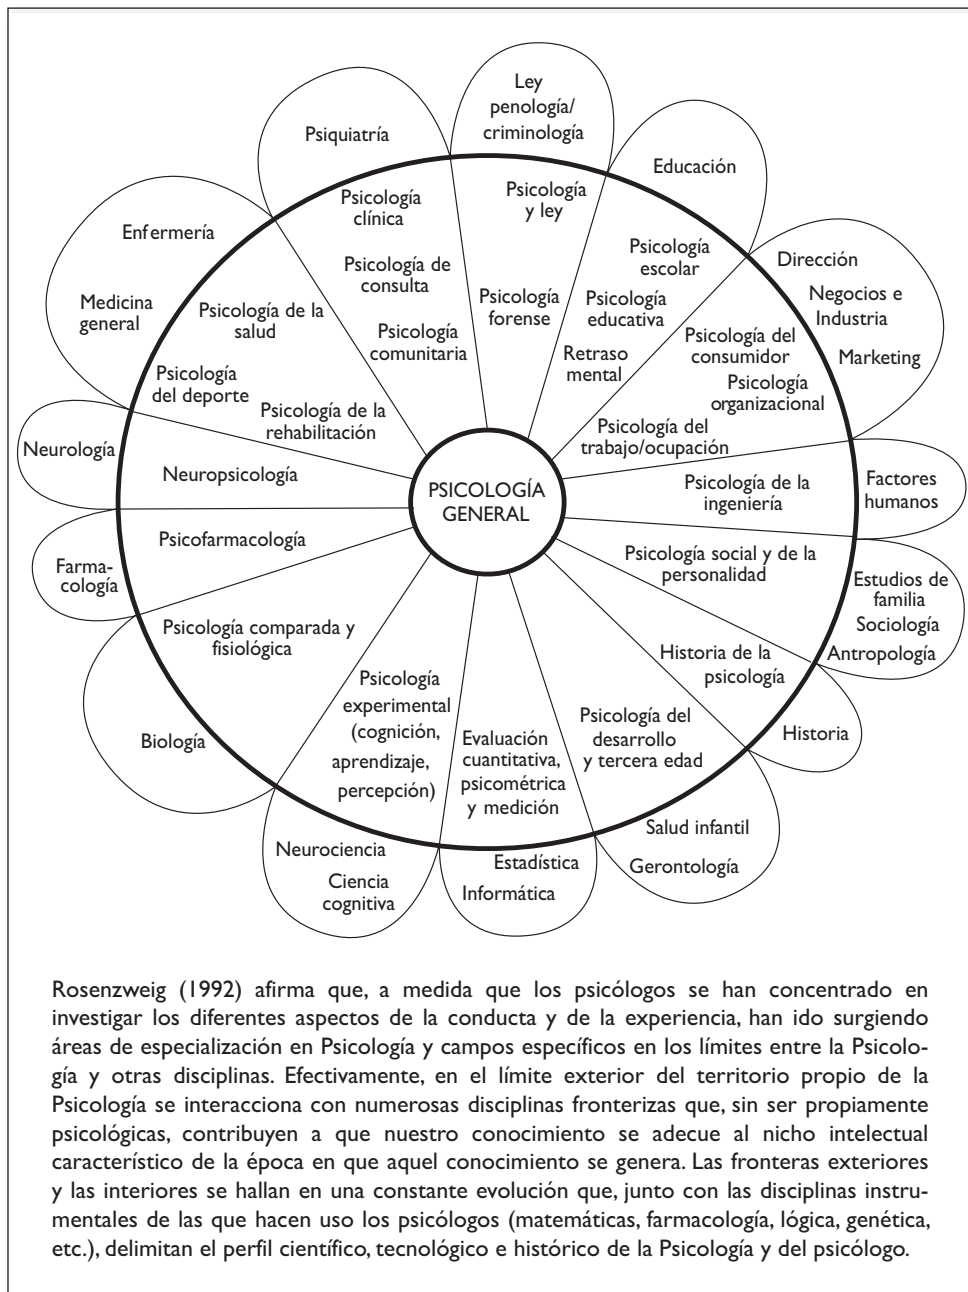 Ley
penología/
criminología
Psiquiatría
Educación
Psicología
y ley
Psicología
clínica
Enfermería
Psicología
escolar
Dirección
Psicología de
consulta
Negocios e
Industria
Medicina
general
Psicología de la
salud
Psicología
forense
Psicología
educativa
Psicología
comunitaria
Psicología del
consumidor
Marketing
Retraso
mental
Psicología
del deporte
Psicología
organizacional
Psicología de la
rehabilitación
Psicología del
trabajo/ocupación
Neurología
Neuropsicología
PSICOLOGÍA
GENERAL
Psicología de la
ingeniería
Factores
humanos
Psicofarmacología
Farma-
cología
Psicología social y de la
personalidad
Estudios de
familia
Sociología
Antropología
Psicología comparada y
fisiológica
Historia de la
psicología
Psicología
experimental
(cognición,
aprendizaje,
percepción)
Evaluación
cuantitativa,
psicométrica
y medición
Psicología del
desarrollo
y tercera edad
Historia
Biología
Salud infantil
Gerontología
Neurociencia
Ciencia
cognitiva
Estadística
Informática
Rosenzweig (1992) afirma que, a medida que los psicólogos se han concentrado en
investigar los diferentes aspectos de la conducta y de la experiencia, han ido surgiendo
áreas de especialización en Psicología y campos específicos en los límites entre la Psicolo-
gía y otras disciplinas. Efectivamente, en el límite exterior del territorio propio de la
Psicología se interacciona con numerosas disciplinas fronterizas que, sin ser propiamente
psicológicas, contribuyen a que nuestro conocimiento se adecue al nicho intelectual
característico de la época en que aquel conocimiento se genera. Las fronteras exteriores
y las interiores se hallan en una constante evolución que, junto con las disciplinas instru-
mentales de las que hacen uso los psicólogos (matemáticas, farmacología, lógica, genética,
etc.), delimitan el perfil científico, tecnológico e histórico de la Psicología y del psicólogo.